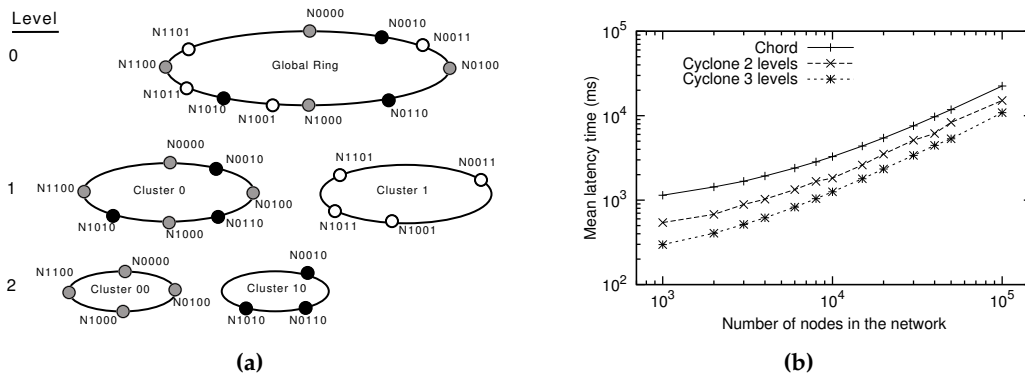 Level
0
N0000
N0010
N0011
N1101
N1100
Global Ring
N0100
N1011
N1010
N1001
N1000
N0110
1
N0000
N0010
N1100
Cluster 0
N0100
N1010
N1000
N0110
N1101
N0011
Cluster 1
N1011
N1001
2
N0000
N1100
Cluster 00
N0100
N1000
N0010
Cluster 10
N1010
N0110
(a)
Mean latency time (ms)
10^5
10^4
10^3
10^2
Chord
Cyclone 2 levels
Cyclone 3 levels
10^3
10^4
10^5
Number of nodes in the network
(b)